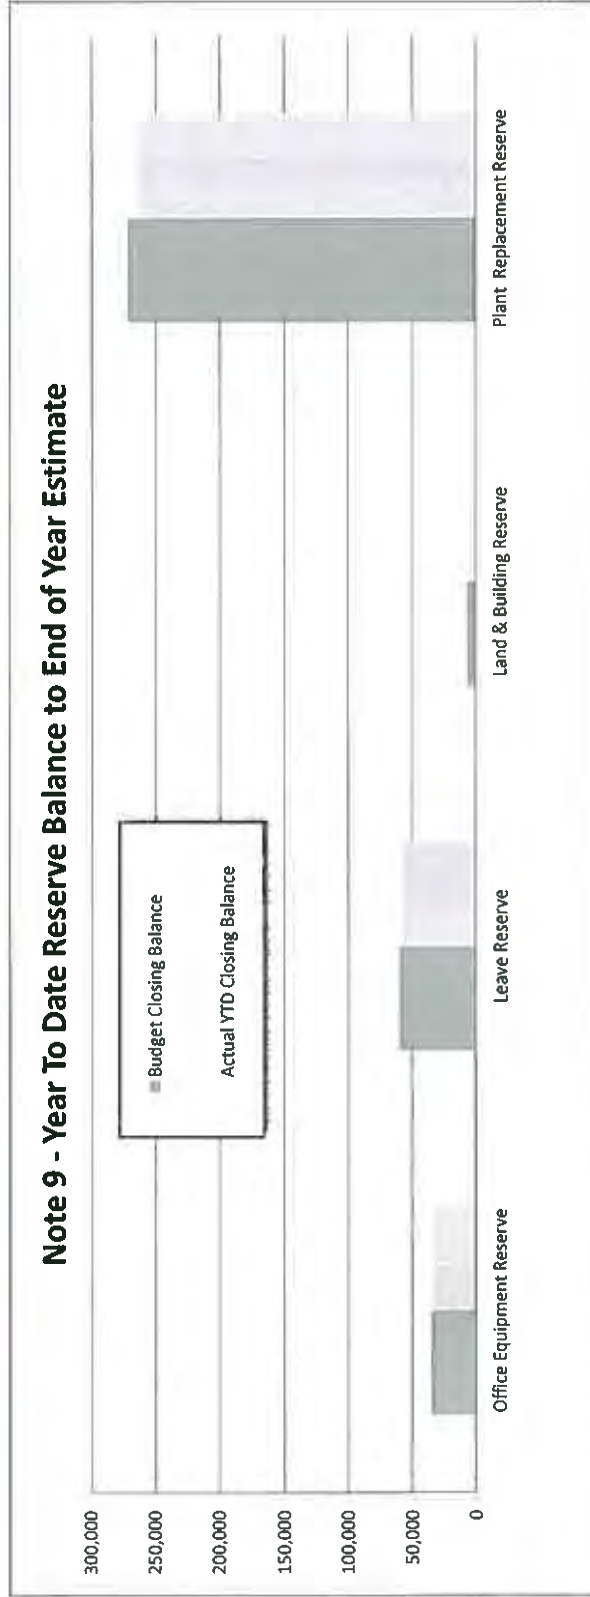 Note 9 - Year To Date Reserve Balance to End of Year Estimate
300,000
250,000
200,000
150,000
100,000
50,000
0
Budget Closing Balance
Actual YTD Closing Balance
Office Equipment Reserve
Leave Reserve
Land & Building Reserve
Plant Replacement Reserve